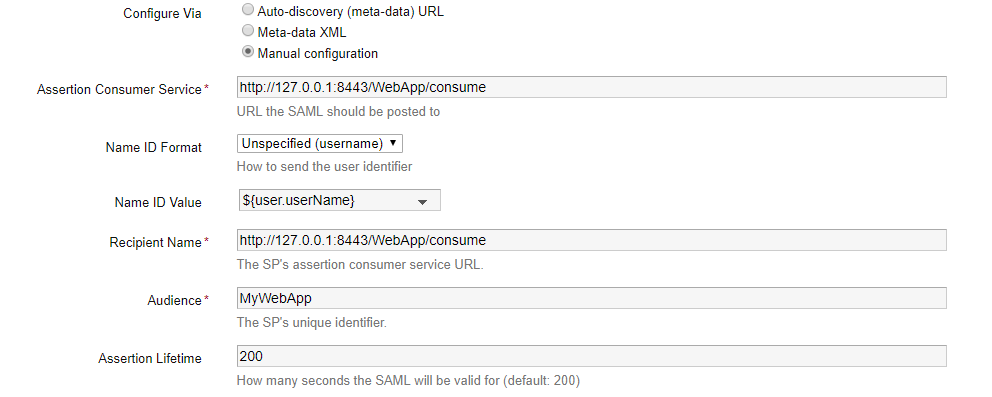 Configure Via
Auto-discovery (meta-data) URL
Meta-data XML
Manual configuration
Assertion Consumer Service* http://127.0.0.1:8443/WebApp/consume
URL the SAML should be posted to
Name ID Format Unspecified (username)
How to send the user identifier
Name ID Value ${user.userName}
Recipient Name* http://127.0.0.1:8443/WebApp/consume
The SP's assertion consumer service URL.
Audience* MyWebApp
The SP's unique identifier.
Assertion Lifetime 200
How many seconds the SAML will be valid for (default: 200)